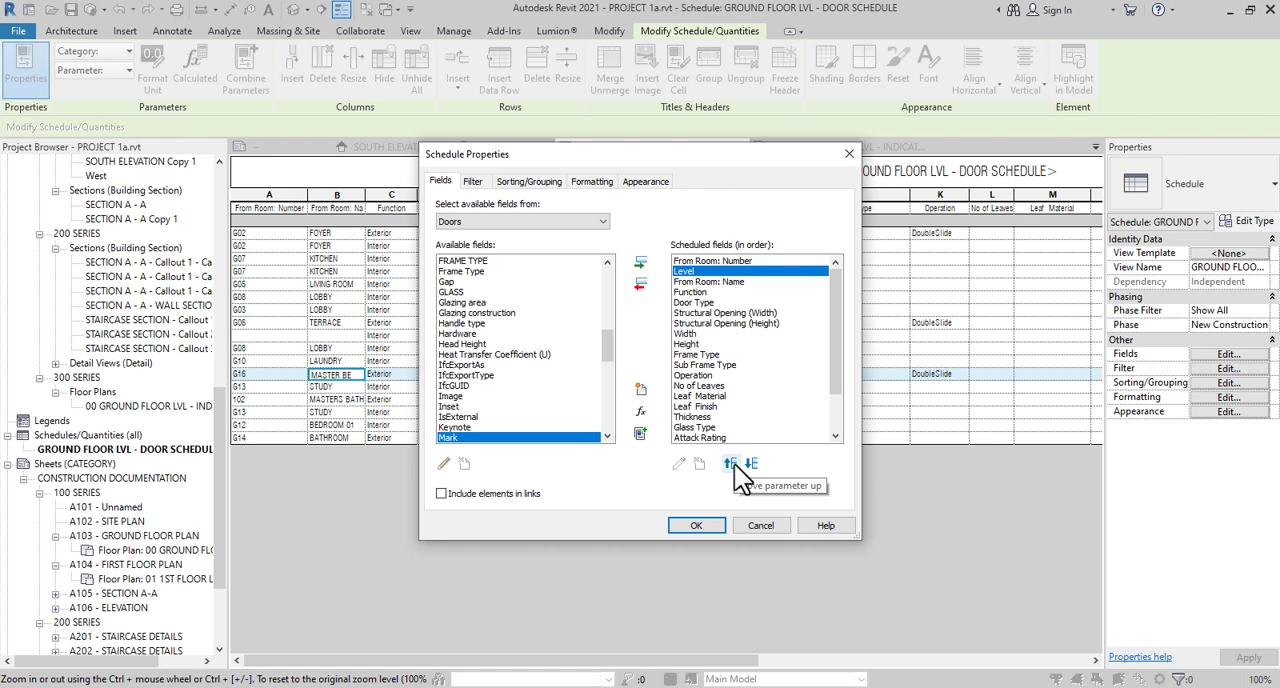 Autodesk Revit 2021 - PROJECT 1a.rvt - Schedule: GROUND FLOOR LVL - DOOR SCHEDULE
Sign In
File Architecture Insert Annotate Analyze Massing & Site Collaborate View Manage Add-Ins Lumion® Modify Modify Schedule/Quantities
Properties
Category:
Parameter:
Format Unit
Calculated
Combine Parameters
Insert Delete Resize Hide Unhide All
Insert Insert Data Row Delete Resize
Merge Unmerge Insert Image Clear Cell Group Ungroup Freeze Header
Shading Borders Reset Font Align Horizontal Align Vertical Highlight in Model
Properties Parameters Columns Rows Titles & Headers Appearance Element
Modify Schedule/Quantities
Project Browser - PROJECT 1a.rvt
SOUTH ELEVATION Copy 1
West
Sections (Building Section)
SECTION A - A
SECTION A - A Copy 1
200 SERIES
Sections (Building Section)
SECTION A - A - Callout 1 - Ca
SECTION A - A - Callout 1 - Ca
SECTION A - A - Callout 1 - Ca
SECTION A - A - WALL SECTIO
STAIRCASE SECTION - Callout
STAIRCASE SECTION - Callout
STAIRCASE SECTION - Callout
Detail Views (Detail)
300 SERIES
Floor Plans
00 GROUND FLOOR LVL - IND
Legends
Schedules/Quantities (all)
GROUND FLOOR LVL - DOOR SCHEDUL
Sheets (CATEGORY)
CONSTRUCTION DOCUMENTATION
100 SERIES
A101 - Unnamed
A102 - SITE PLAN
A103 - GROUND FLOOR PLAN
Floor Plan: 00 GROUND FL
A104 - FIRST FLOOR PLAN
Floor Plan: 01 1ST FLOOR L
A105 - SECTION A-A
A106 - ELEVATION
200 SERIES
A201 - STAIRCASE DETAILS
A202 - STAIRCASE DETAILS
SOUTH ELEVAT
VL - INDICAT...
OUND FLOOR LVL - DOOR SCHEDULE>
A B C K L M
From Room: Number From Room: Na Function Operation No of Leaves Leaf Material
G02 FOYER Exterior DoubleSlide
G02 FOYER Interior
G07 KITCHEN Exterior
G07 KITCHEN Interior
G05 LIVING ROOM Interior
G08 LOBBY Interior
G03 LOBBY Exterior
G06 TERRACE Exterior DoubleSlide
Interior
G08 LOBBY Interior
G10 LAUNDRY Interior
G16 MASTER BE Exterior DoubleSlide
G13 STUDY Interior
102 MASTERS BATH Interior
G13 STUDY Interior
G12 BEDROOM 01 Interior
G14 BATHROOM Interior
Schedule Properties
Fields Filter Sorting/Grouping Formatting Appearance
Select available fields from:
Doors
Available fields:
FRAME TYPE
Frame Type
Gap
GLASS
Glazing area
Glazing construction
Handle type
Hardware
Head Height
Heat Transfer Coefficient (U)
IfcExportAs
IfcExportType
IfcGUID
Image
Inset
IsExternal
Keynote
Mark
Scheduled fields (in order):
From Room: Number
Level
From Room: Name
Function
Door Type
Structural Opening (Width)
Structural Opening (Height)
Width
Height
Frame Type
Sub Frame Type
Operation
No of Leaves
Leaf Material
Leaf Finish
Thickness
Glass Type
Attack Rating
ve parameter up
Include elements in links
OK Cancel Help
Properties
Schedule
Schedule: GROUND F Edit Type
Identity Data
View Template <None>
View Name GROUND FLOO...
Dependency Independent
Phasing
Phase Filter Show All
Phase New Construction
Other
Fields Edit...
Filter Edit...
Sorting/Grouping Edit...
Formatting Edit...
Appearance Edit...
Properties help Apply
Zoom in or out using the Ctrl + mouse wheel or Ctrl + [+/-]. To reset to the original zoom level (100% :0 Main Model :0 100%